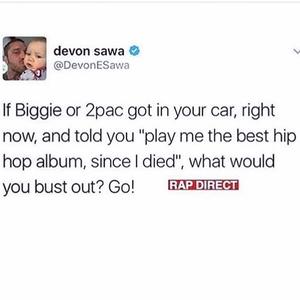 devon sawa
@DevonESawa
If Biggie or 2pac got in your car, right
now, and told you "play me the best hip
hop album, since I died", what would
you bust out? Go!
RAP DIRECT